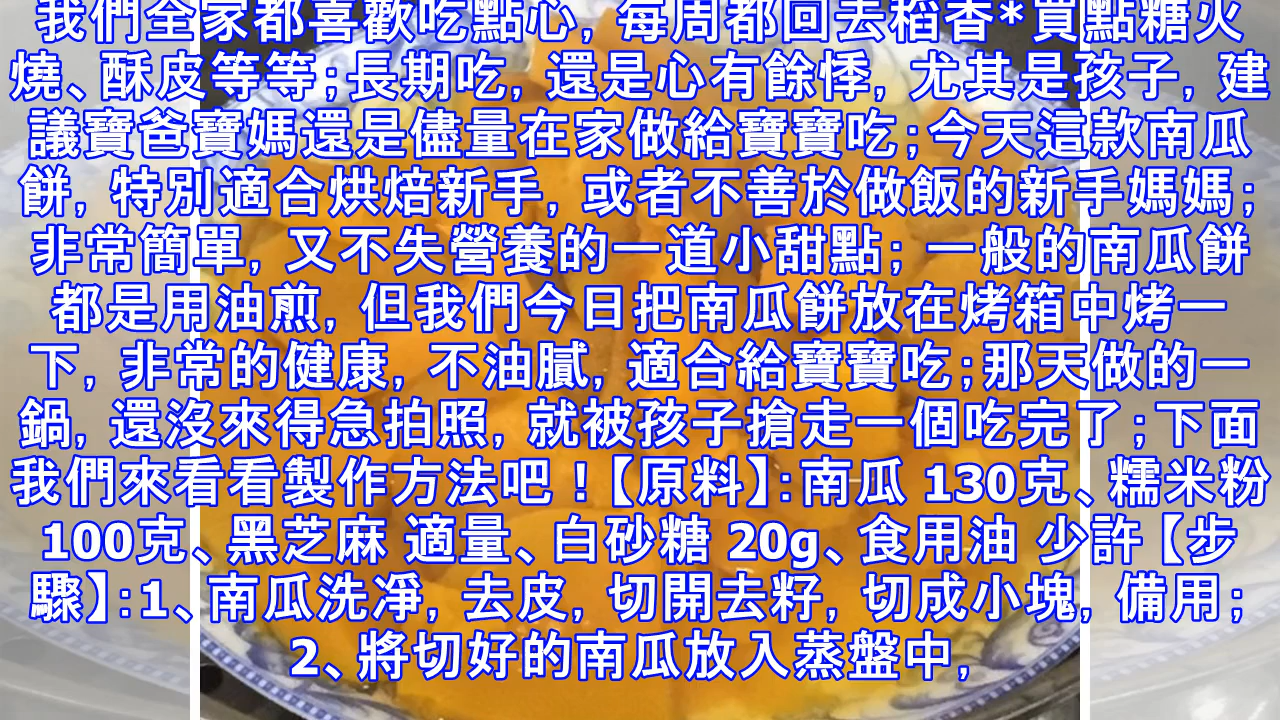 我們全家都喜歡吃點心, 每周都回去稻香*買點糖火
燒、酥皮等等;長期吃, 還是心有餘悸, 尤其是孩子, 建
議寶爸寶媽還是儘量在家做給寶寶吃;今天這款南瓜
餅, 特別適合烘焙新手, 或者不善於做飯的新手媽媽;
非常簡單, 又不失營養的一道小甜點; 一般的南瓜餅
都是用油煎, 但我們今日把南瓜餅放在烤箱中烤一
下, 非常的健康, 不油膩, 適合給寶寶吃;那天做的一
鍋, 還沒來得急拍照, 就被孩子搶走一個吃完了;下面
我們來看看製作方法吧！【原料】:南瓜 130克、糯米粉
100克、黑芝麻 適量、白砂糖 20g、食用油 少許【步
驟】:1、南瓜洗凈, 去皮, 切開去籽, 切成小塊, 備用;
2、將切好的南瓜放入蒸盤中,